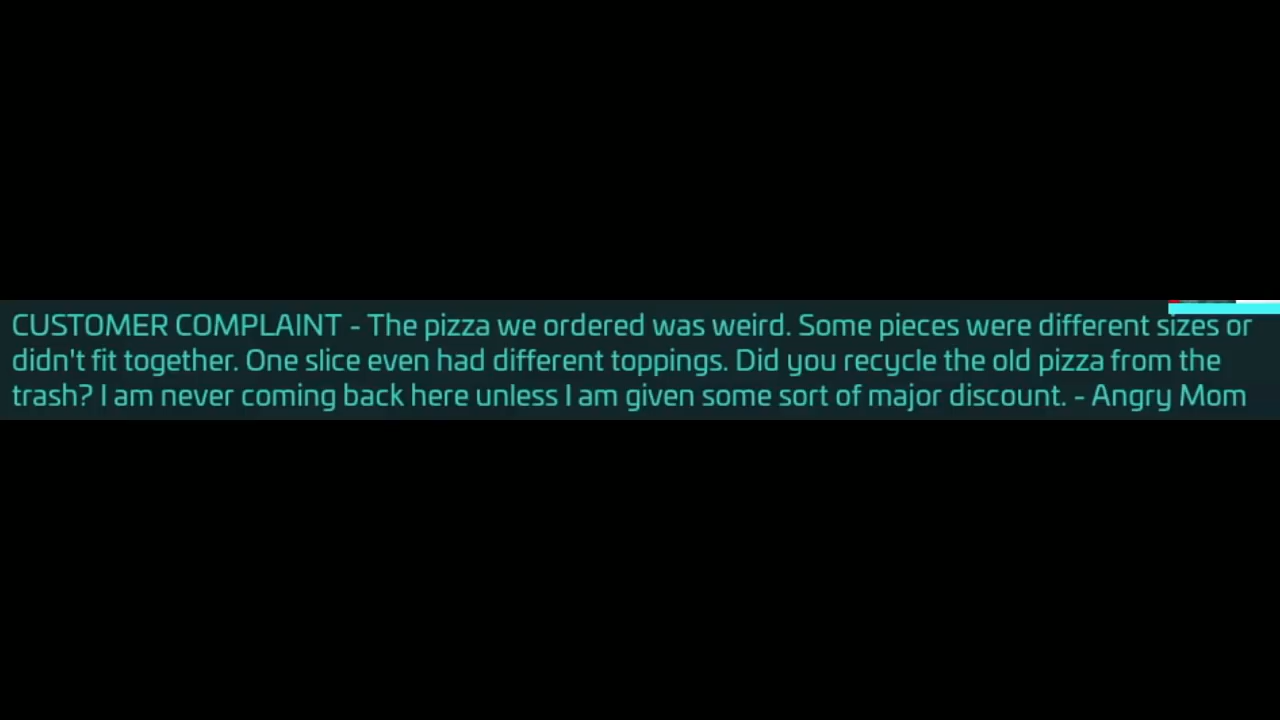 CUSTOMER COMPLAINT - The pizza we ordered was weird. Some pieces were different sizes or
didn't fit together. One slice even had different toppings. Did you recycle the old pizza from the
trash? I am never coming back here unless I am given some sort of major discount. - Angry Mom